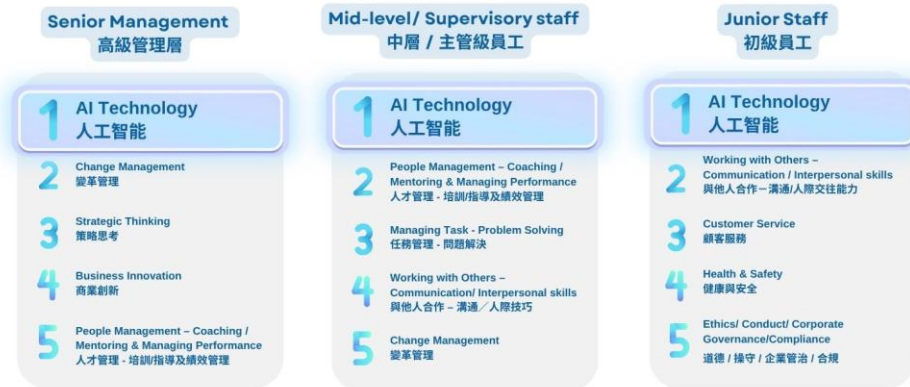 Senior Management
高級管理層
1
AI Technology
人工智能
2
Change Management
變革管理
3
Strategic Thinking
策略思考
4
Business Innovation
商業創新
5
People Management – Coaching /
Mentoring & Managing Performance
人才管理 - 培訓/指導及績效管理
Mid-level/ Supervisory staff
中層 / 主管級員工
1
AI Technology
人工智能
2
People Management – Coaching /
Mentoring & Managing Performance
人才管理 - 培訓/指導及績效管理
3
Managing Task - Problem Solving
任務管理 - 問題解決
4
Working with Others –
Communication/ Interpersonal skills
與他人合作 – 溝通／人際技巧
5
Change Management
變革管理
Junior Staff
初級員工
1
AI Technology
人工智能
2
Working with Others –
Communication / Interpersonal skills
與他人合作－溝通/人際交往能力
3
Customer Service
顧客服務
4
Health & Safety
健康與安全
5
Ethics/ Conduct/ Corporate
Governance/Compliance
道德 / 操守 / 企業管治 / 合規